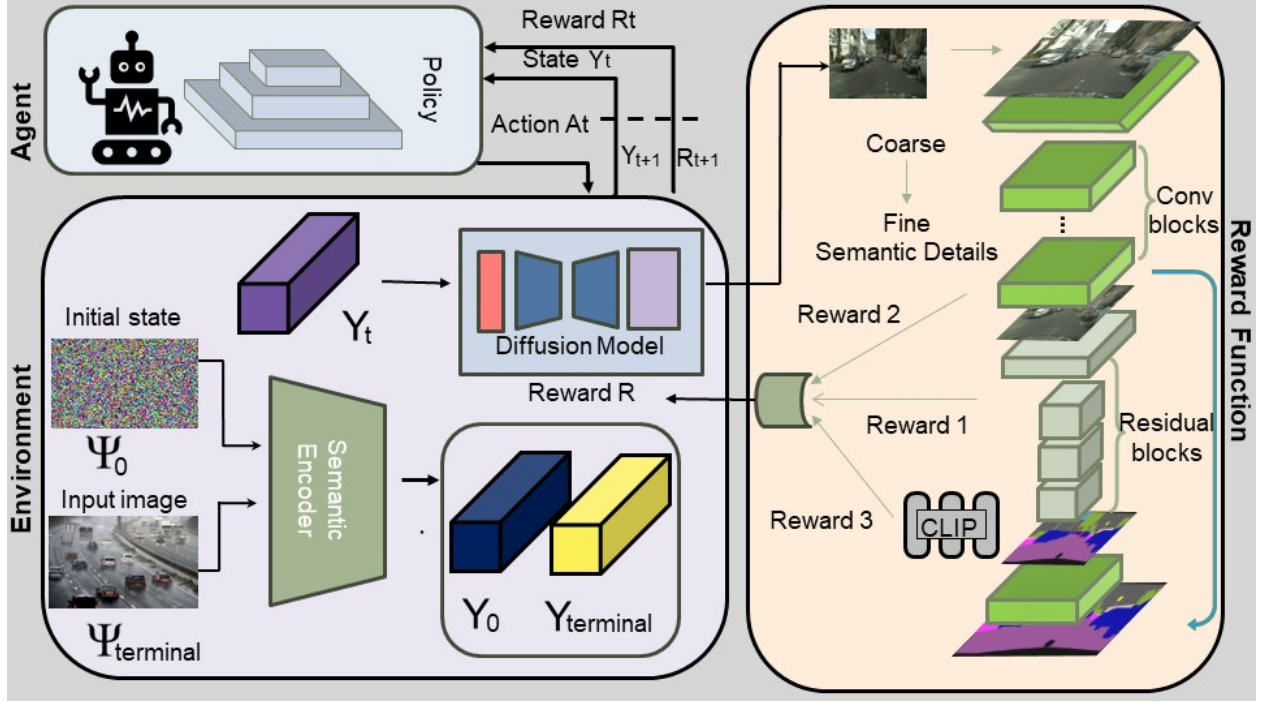 Agent
Policy
Reward Rt
State Yt
Action At
Yt+1
Rt+1
Environment
Yt
Diffusion Model
Initial state
Ψ0
Input image
Ψterminal
Semantic
Encoder
Y0
Yterminal
Reward R
Reward Function
Coarse
Fine
Semantic Details
Conv
blocks
Reward 2
Reward 1
Reward 3
Residual
blocks
CLIP